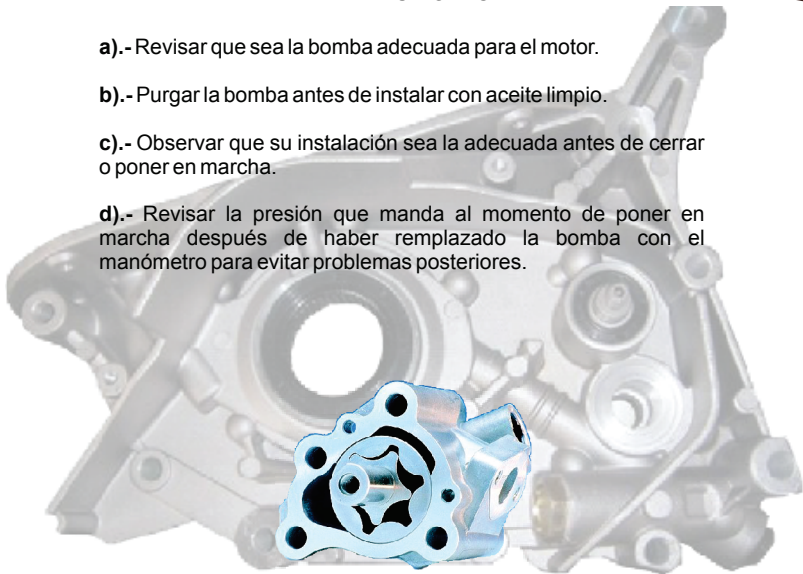 a).- Revisar que sea la bomba adecuada para el motor.
b).- Purgar la bomba antes de instalar con aceite limpio.
c).- Observar que su instalación sea la adecuada antes de cerrar
o poner en marcha.
d).- Revisar la presión que manda al momento de poner en
marcha después de haber remplazado la bomba con el
manómetro para evitar problemas posteriores.